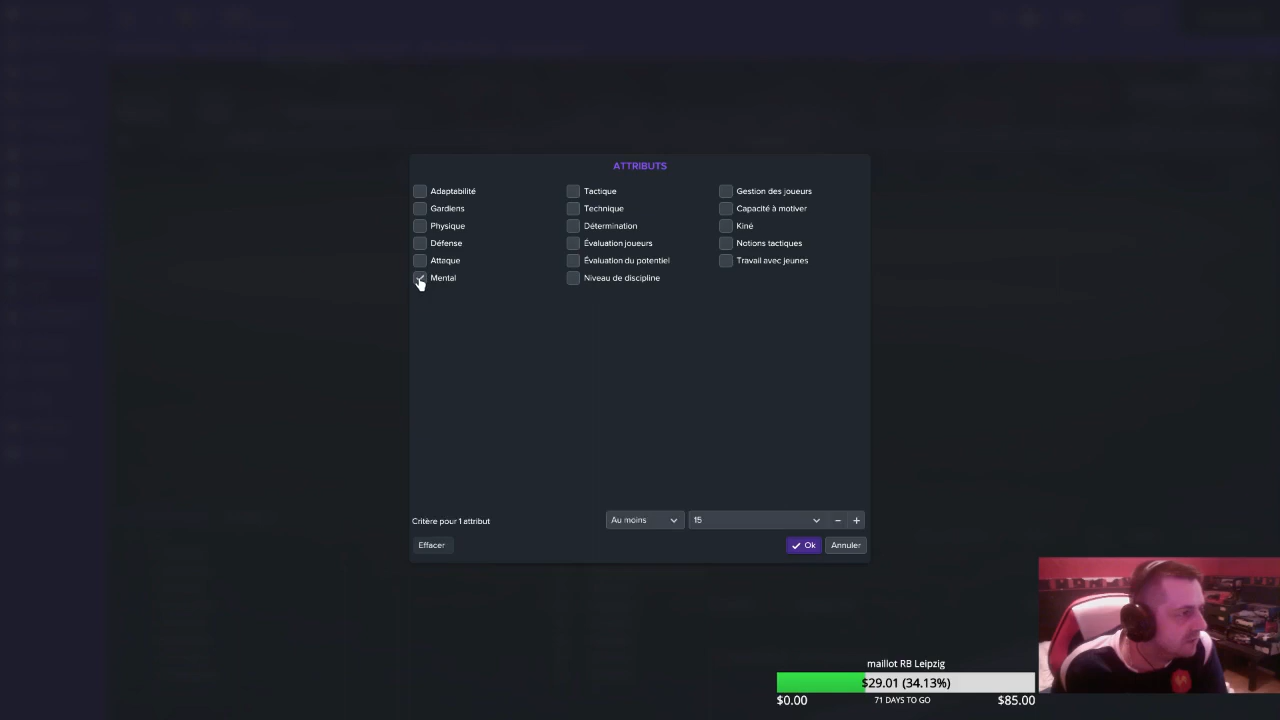 ATTRIBUTS
Adaptabilité
Gardiens
Physique
Défense
Attaque
Mental
Tactique
Technique
Détermination
Évaluation joueurs
Évaluation du potentiel
Niveau de discipline
Gestion des joueurs
Capacité à motiver
Kiné
Notions tactiques
Travail avec jeunes
Critère pour 1 attribut
Au moins
15
Effacer
Ok
Annuler
maillot RB Leipzig
$29.01 (34.13%)
$0.00
71 DAYS TO GO
$85.00